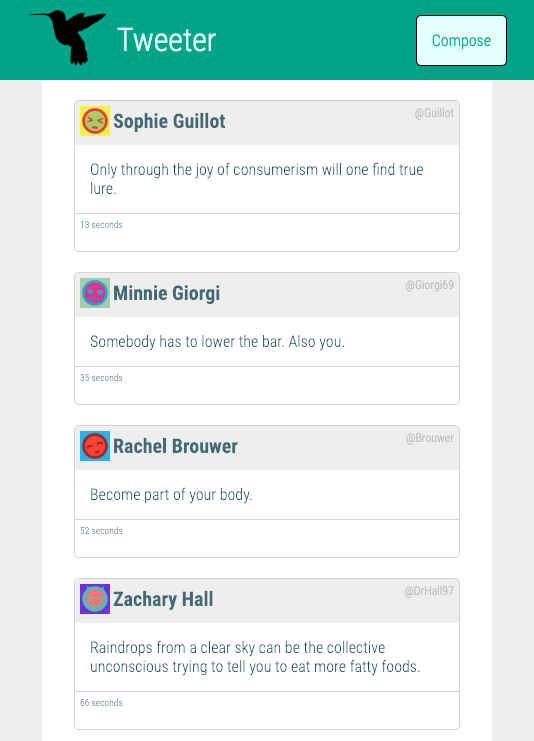 Tweeter
Compose
Sophie Guillot
@Guillot
Only through the joy of consumerism will one find true
lure.
13 seconds
Minnie Giorgi
@Giorgi69
Somebody has to lower the bar. Also you.
35 seconds
Rachel Brouwer
@Brouwer
Become part of your body.
52 seconds
Zachary Hall
@DrHall97
Raindrops from a clear sky can be the collective
unconscious trying to tell you to eat more fatty foods.
66 seconds